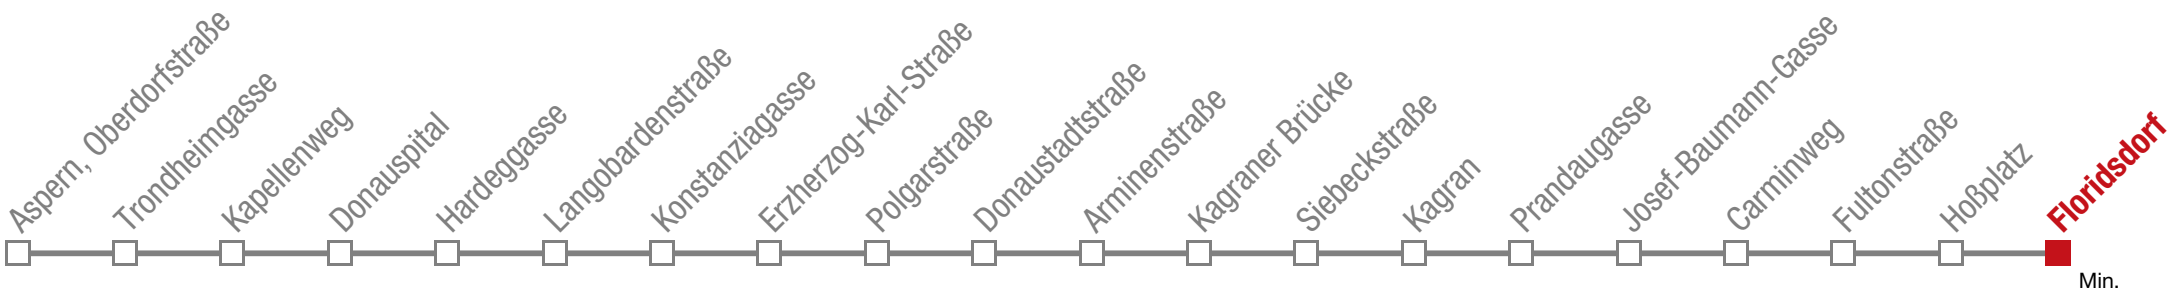 Aspern, Oberdorfstraße
Trondheimgasse
Kapellenweg
Donauspital
Hardeggasse
Langobardenstraße
Konstanziagasse
Erzherzog-Karl-Straße
Polgarstraße
Donaustadtstraße
Arminenstraße
Kagraner Brücke
Siebeckstraße
Kagran
Prandaugasse
Josef-Baumann-Gasse
Carminweg
Fultonstraße
Hoßplatz
Floridsdorf
Min.